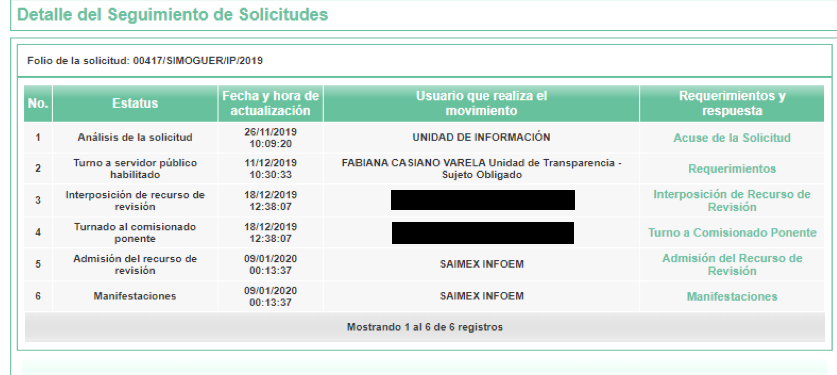 Detalle del Seguimiento de Solicitudes
Folio de la solicitud: 00417/SIMOGUER/IP/2019
No. Estatus Fecha y hora de actualización Usuario que realiza el movimiento Requerimientos y respuesta
1 Análisis de la solicitud 26/11/2019 10:09:20 UNIDAD DE INFORMACIÓN Acuse de la Solicitud
2 Turno a servidor público habilitado 11/12/2019 10:30:33 FABIANA CASIANO VARELA Unidad de Transparencia - Sujeto Obligado Requerimientos
3 Interposición de recurso de revisión 18/12/2019 12:38:07 Interposición de Recurso de Revisión
4 Turnado al comisionado ponente 18/12/2019 12:38:07 Turno a Comisionado Ponente
5 Admisión del recurso de revisión 09/01/2020 00:13:37 SAIMEX INFOEM Admisión del Recurso de Revisión
6 Manifestaciones 09/01/2020 00:13:37 SAIMEX INFOEM Manifestaciones
Mostrando 1 al 6 de 6 registros